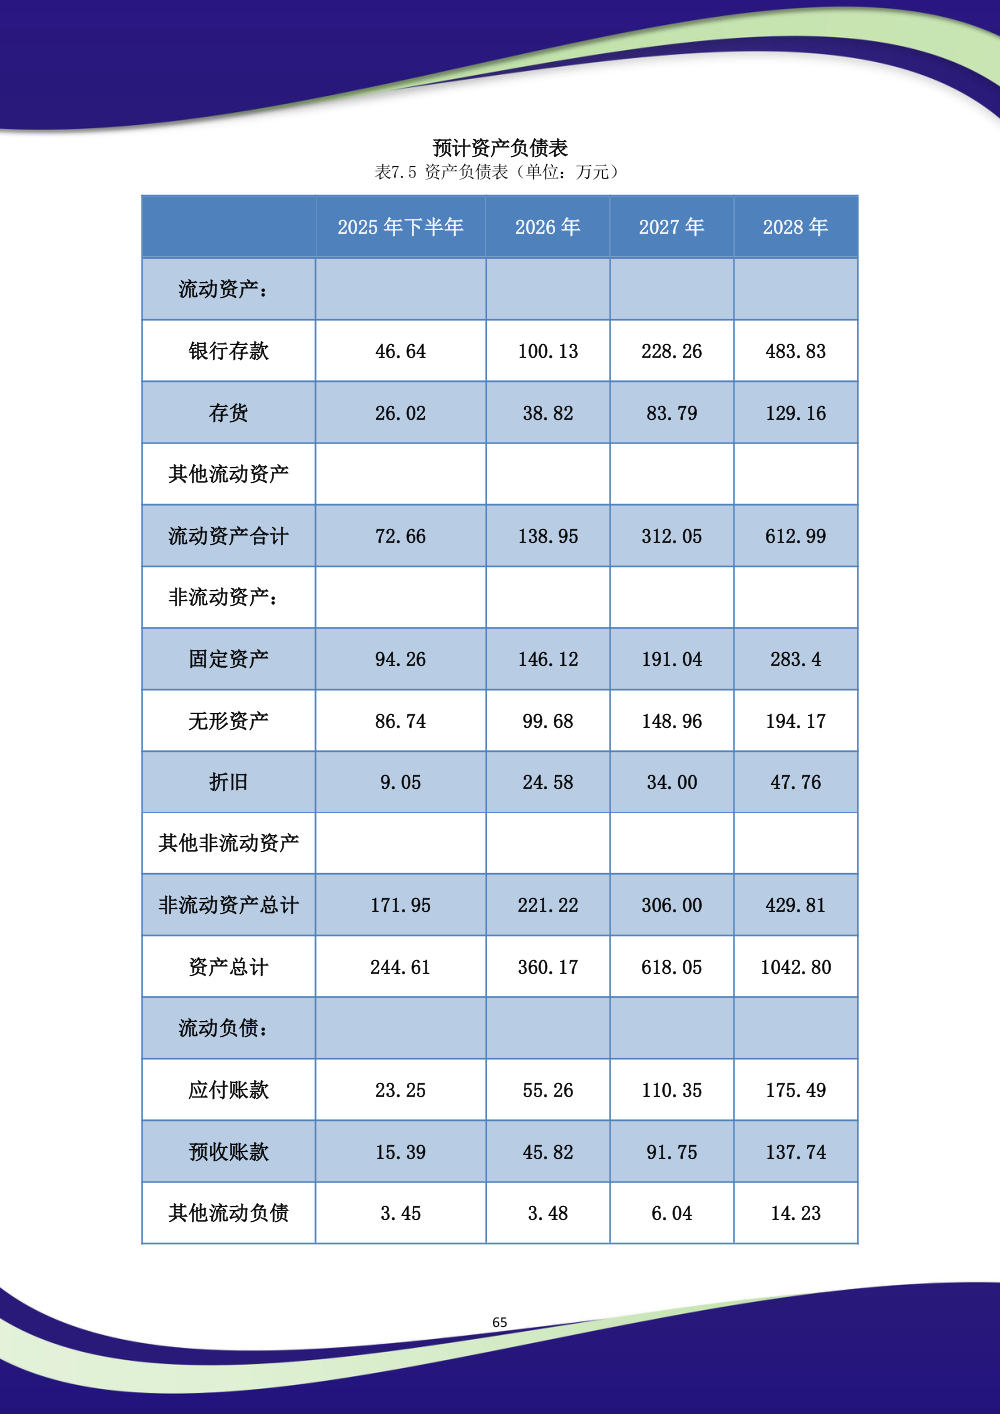 预计资产负债表
表7.5 资产负债表（单位：万元）
2025 年下半年 2026 年 2027 年 2028 年
流动资产：
银行存款 46.64 100.13 228.26 483.83
存货 26.02 38.82 83.79 129.16
其他流动资产
流动资产合计 72.66 138.95 312.05 612.99
非流动资产：
固定资产 94.26 146.12 191.04 283.4
无形资产 86.74 99.68 148.96 194.17
折旧 9.05 24.58 34.00 47.76
其他非流动资产
非流动资产总计 171.95 221.22 306.00 429.81
资产总计 244.61 360.17 618.05 1042.80
流动负债：
应付账款 23.25 55.26 110.35 175.49
预收账款 15.39 45.82 91.75 137.74
其他流动负债 3.45 3.48 6.04 14.23
65